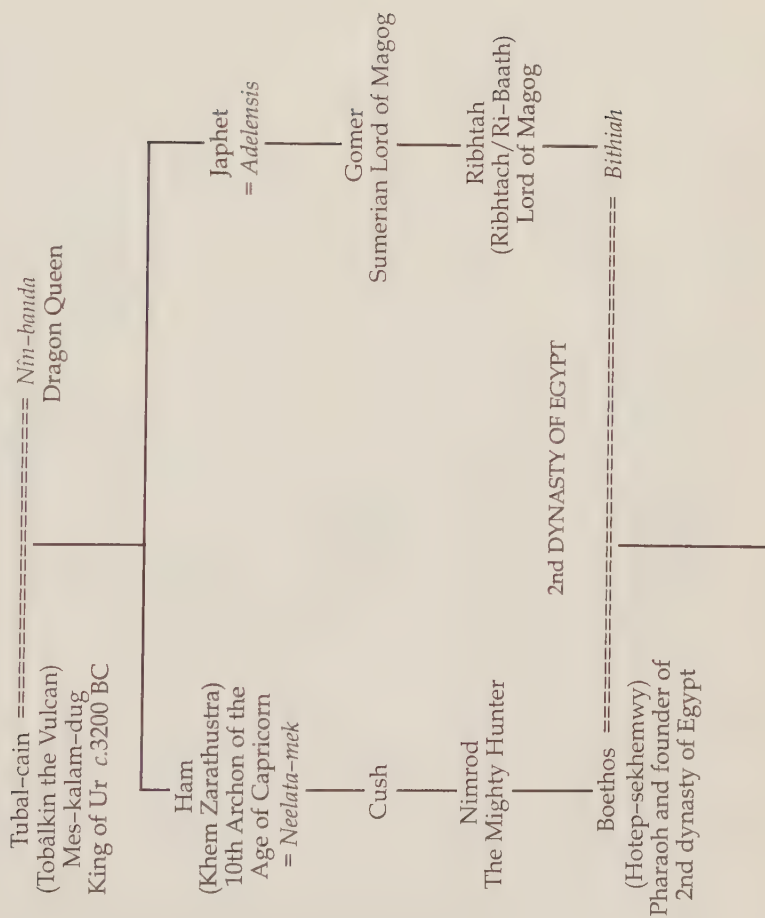 Tubal-cain ==================== Nîn-banda
(Tobâlkin the Vulcan) Dragon Queen
Mes-kalam-dug
King of Ur c.3200 BC
Ham
(Khem Zarathustra)
10th Archon of the
Age of Capricorn
= Neelata-mek
Japhet
= Adelensis
Cush
Gomer
Sumerian Lord of Magog
Nimrod
The Mighty Hunter
Ribhtah
(Ribhtach/Ri-Baath)
Lord of Magog
2nd DYNASTY OF EGYPT
Boethos ======================================== Bithiah
(Hotep-sekhemwy)
Pharaoh and founder of
2nd dynasty of Egypt